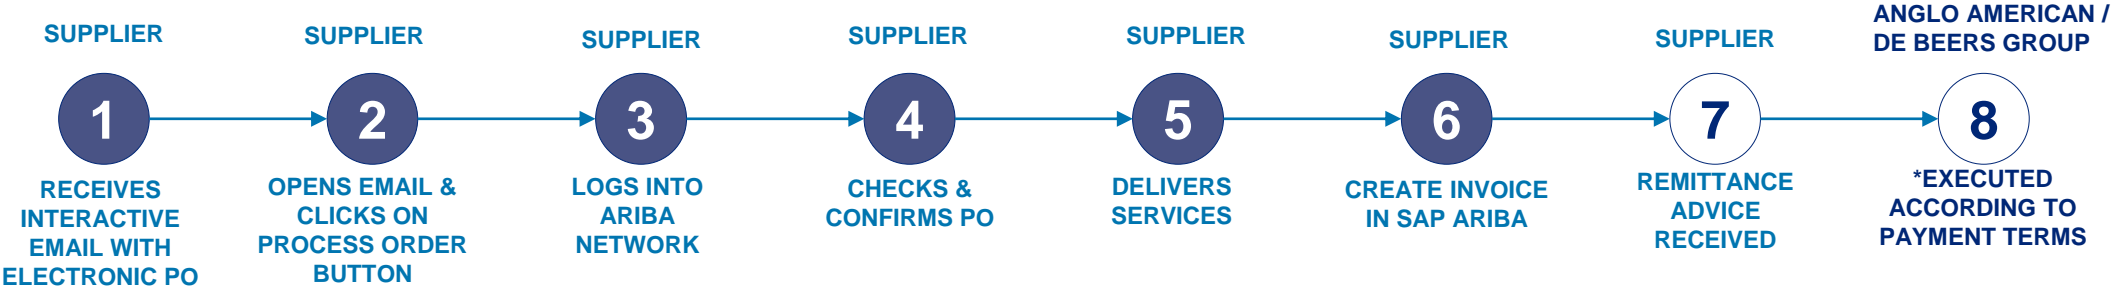 SUPPLIER
1
RECEIVES
INTERACTIVE
EMAIL WITH
ELECTRONIC PO
SUPPLIER
2
OPENS EMAIL &
CLICKS ON
PROCESS ORDER
BUTTON
SUPPLIER
3
LOGS INTO
ARIBA
NETWORK
SUPPLIER
4
CHECKS &
CONFIRMS PO
SUPPLIER
5
DELIVERS
SERVICES
SUPPLIER
6
CREATE INVOICE
IN SAP ARIBA
SUPPLIER
7
REMITTANCE
ADVICE
RECEIVED
ANGLO AMERICAN /
DE BEERS GROUP
8
*EXECUTED
ACCORDING TO
PAYMENT TERMS